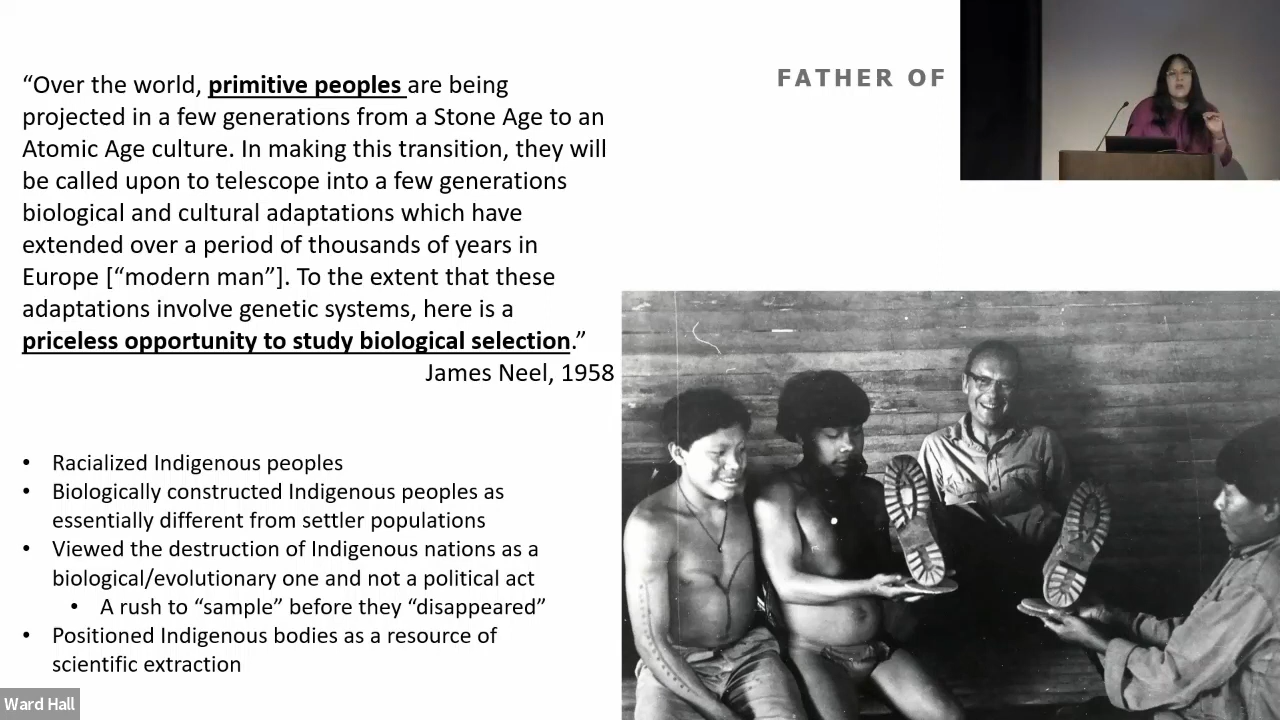 FATHER OF
“Over the world, primitive peoples are being
projected in a few generations from a Stone Age to an
Atomic Age culture. In making this transition, they will
be called upon to telescope into a few generations
biological and cultural adaptations which have
extended over a period of thousands of years in
Europe [“modern man”]. To the extent that these
adaptations involve genetic systems, here is a
priceless opportunity to study biological selection.”
James Neel, 1958
• Racialized Indigenous peoples
• Biologically constructed Indigenous peoples as
essentially different from settler populations
• Viewed the destruction of Indigenous nations as a
biological/evolutionary one and not a political act
• A rush to “sample” before they “disappeared”
• Positioned Indigenous bodies as a resource of
scientific extraction
Ward Hall